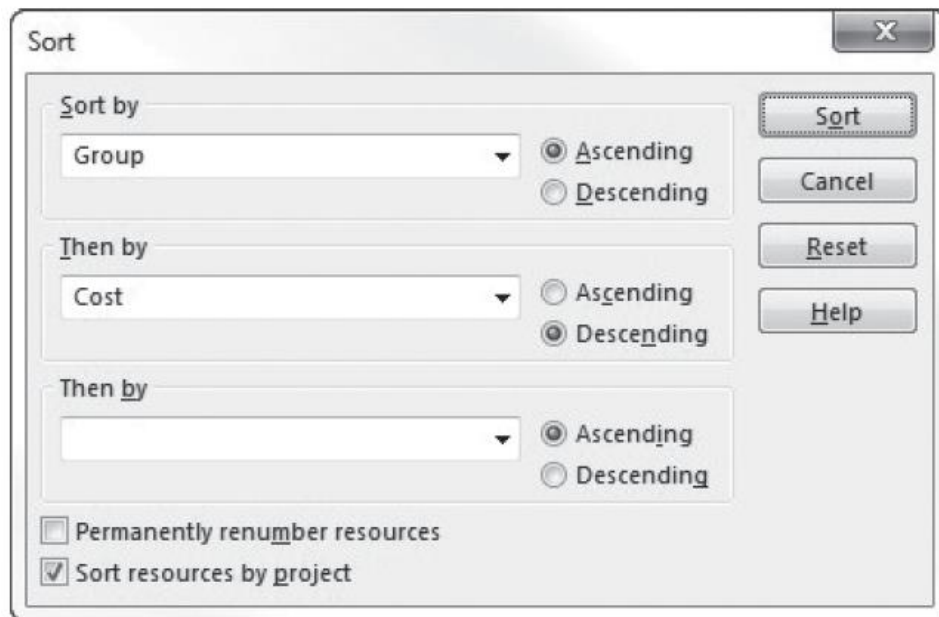 Sort
Sort by
Group
Ascending
Descending
Then by
Cost
Ascending
Descending
Then by
Ascending
Descending
Permanently renumber resources
Sort resources by project
Sort
Cancel
Reset
Help